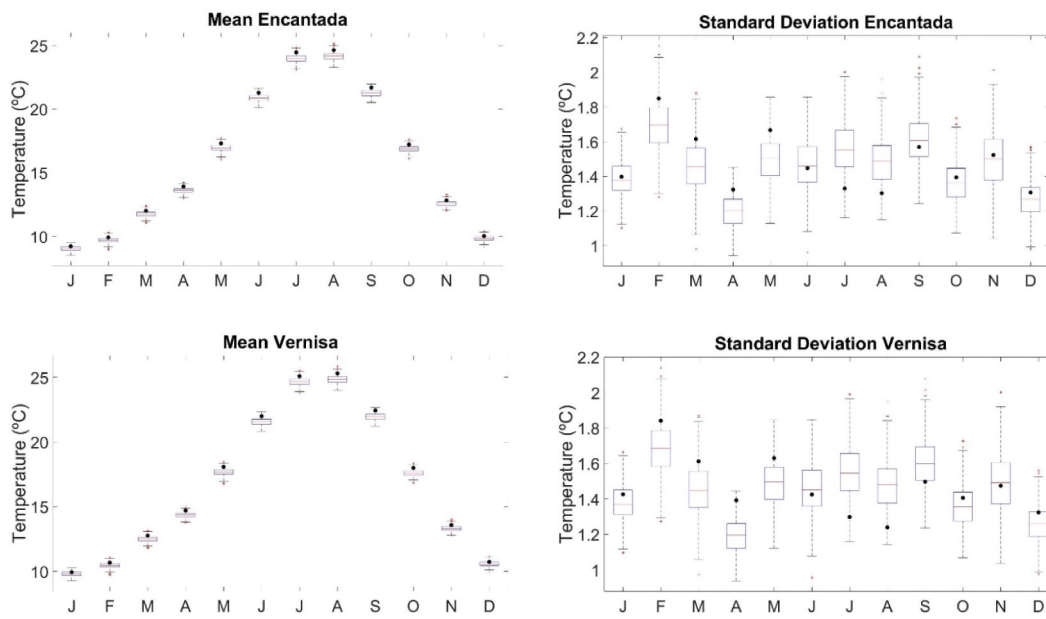 Mean Encantada
Temperature (ºC)
25
20
15
10
J F M A M J J A S O N D
Standard Deviation Encantada
Temperature (ºC)
2.2
2
1.8
1.6
1.4
1.2
1
J F M A M J J A S O N D
Mean Vernisa
Temperature (ºC)
25
20
15
10
J F M A M J J A S O N D
Standard Deviation Vernisa
Temperature (ºC)
2.2
2
1.8
1.6
1.4
1.2
1
J F M A M J J A S O N D